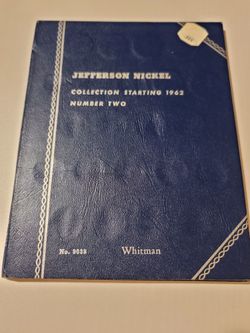 JEFFERSON NICKEL
COLLECTION STARTING 1962
NUMBER TWO
No. 9038 Whitman